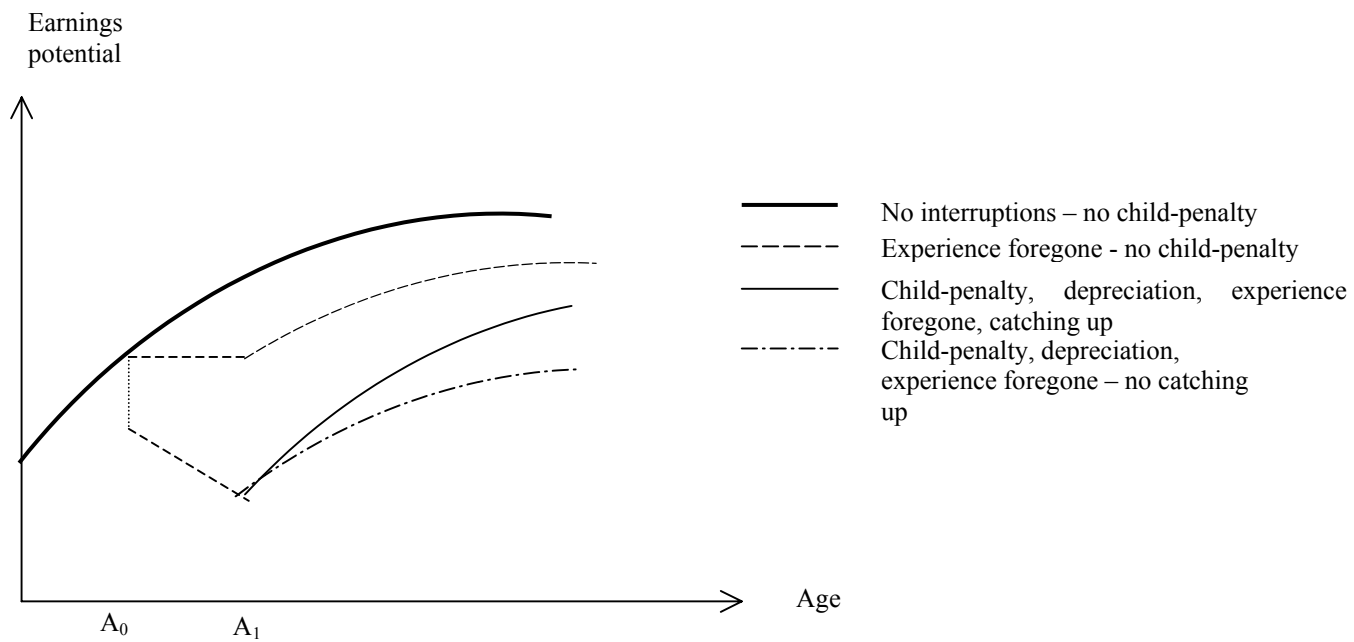 Earnings
potential
No interruptions – no child-penalty
Experience foregone - no child-penalty
Child-penalty, depreciation, experience
foregone, catching up
Child-penalty, depreciation,
experience foregone – no catching
up
Age
A₀
A₁